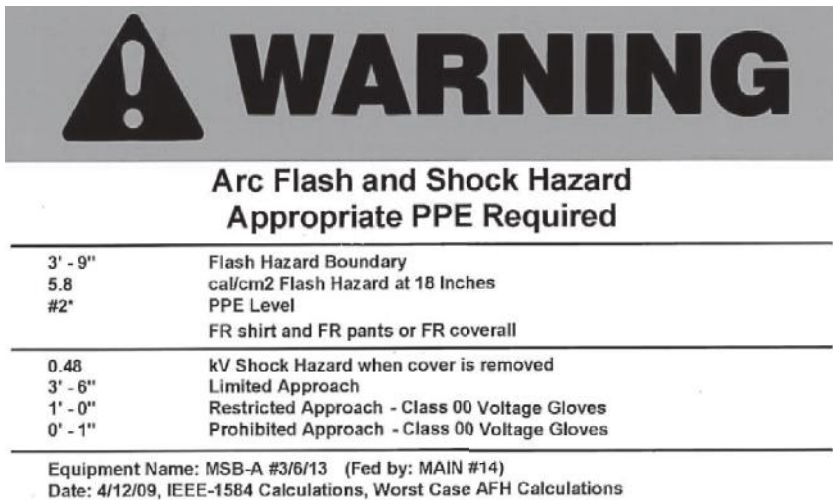 WARNING
Arc Flash and Shock Hazard
Appropriate PPE Required
3' - 9" Flash Hazard Boundary
5.8 cal/cm2 Flash Hazard at 18 Inches
#2* PPE Level
FR shirt and FR pants or FR coverall
0.48 kV Shock Hazard when cover is removed
3' - 6" Limited Approach
1' - 0" Restricted Approach - Class 00 Voltage Gloves
0' - 1" Prohibited Approach - Class 00 Voltage Gloves
Equipment Name: MSB-A #3/6/13 (Fed by: MAIN #14)
Date: 4/12/09, IEEE-1584 Calculations, Worst Case AFH Calculations